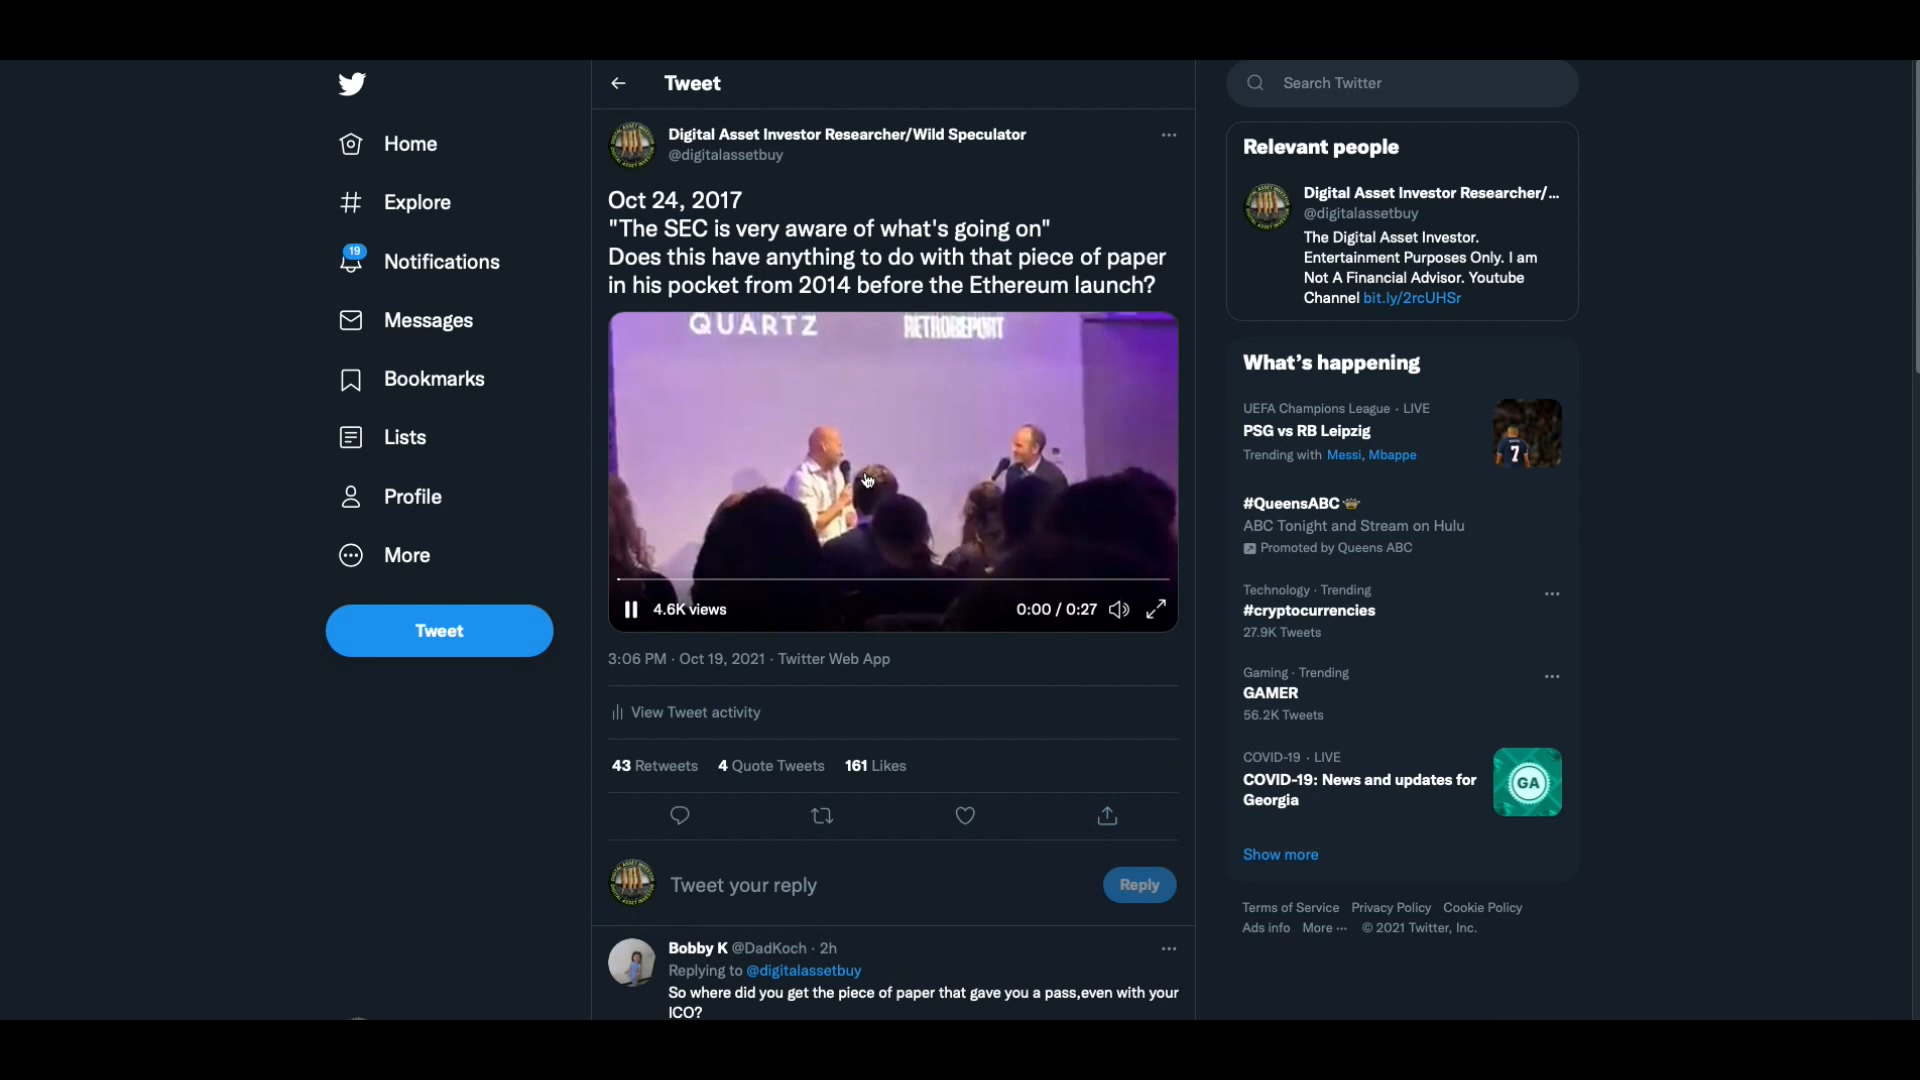 Home
Explore
19
Notifications
Messages
Bookmarks
Lists
Profile
More
Tweet
Tweet
Digital Asset Investor Researcher/Wild Speculator
@digitalassetbuy
Oct 24, 2017
"The SEC is very aware of what's going on"
Does this have anything to do with that piece of paper
in his pocket from 2014 before the Ethereum launch?
QUARTZ
RETROREPORT
4.6K views
0:00 / 0:27
3:06 PM · Oct 19, 2021 · Twitter Web App
View Tweet activity
43 Retweets 4 Quote Tweets 161 Likes
Tweet your reply
Reply
Bobby K @DadKoch · 2h
Replying to @digitalassetbuy
So where did you get the piece of paper that gave you a pass,even with your
ICO?
Search Twitter
Relevant people
Digital Asset Investor Researcher/...
@digitalassetbuy
The Digital Asset Investor.
Entertainment Purposes Only. I am
Not A Financial Advisor. Youtube
Channel bit.ly/2rcUHSr
What's happening
UEFA Champions League · LIVE
PSG vs RB Leipzig
Trending with Messi, Mbappe
7
#QueensABC
ABC Tonight and Stream on Hulu
Promoted by Queens ABC
Technology · Trending
#cryptocurrencies
27.9K Tweets
Gaming · Trending
GAMER
56.2K Tweets
COVID-19 · LIVE
COVID-19: News and updates for
Georgia
GA
Show more
Terms of Service Privacy Policy Cookie Policy
Ads info More ··· © 2021 Twitter, Inc.